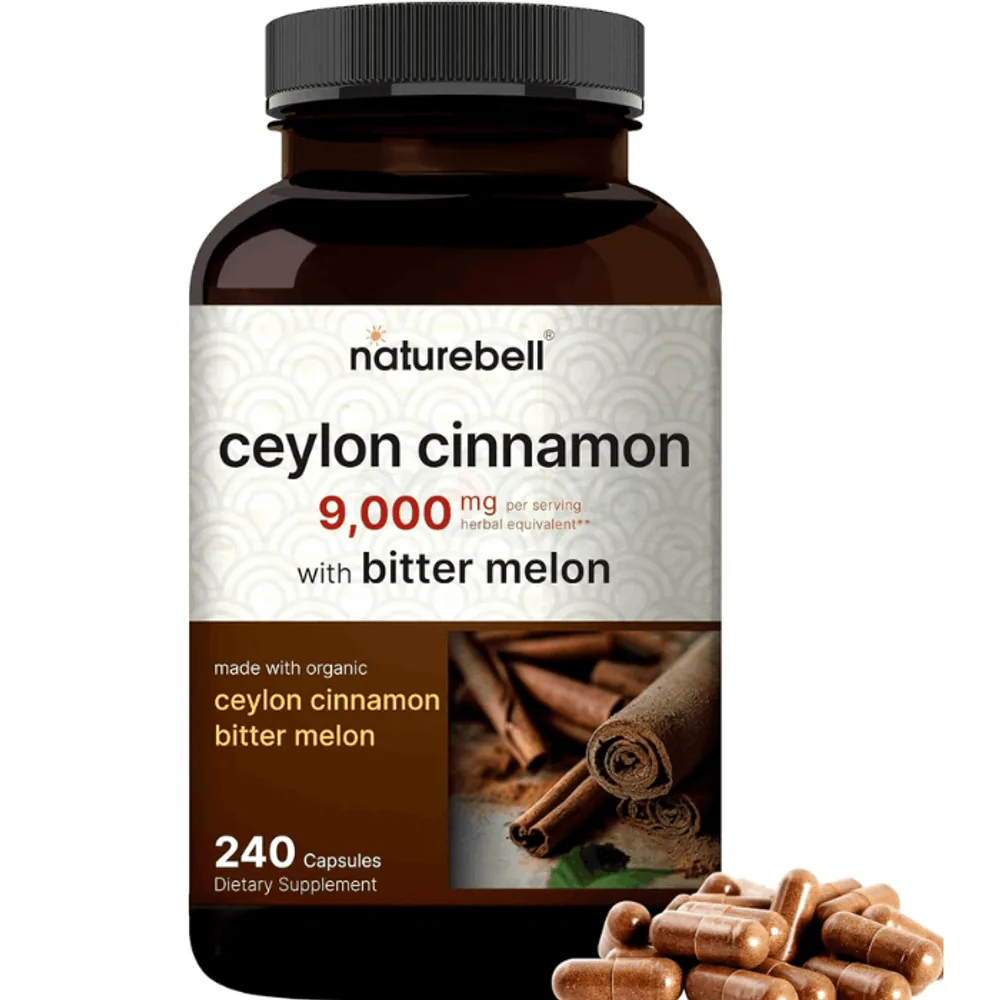 naturebell®
ceylon cinnamon
9,000 mg per serving
herbal equivalent**
with bitter melon
made with organic
ceylon cinnamon
bitter melon
240 Capsules
Dietary Supplement